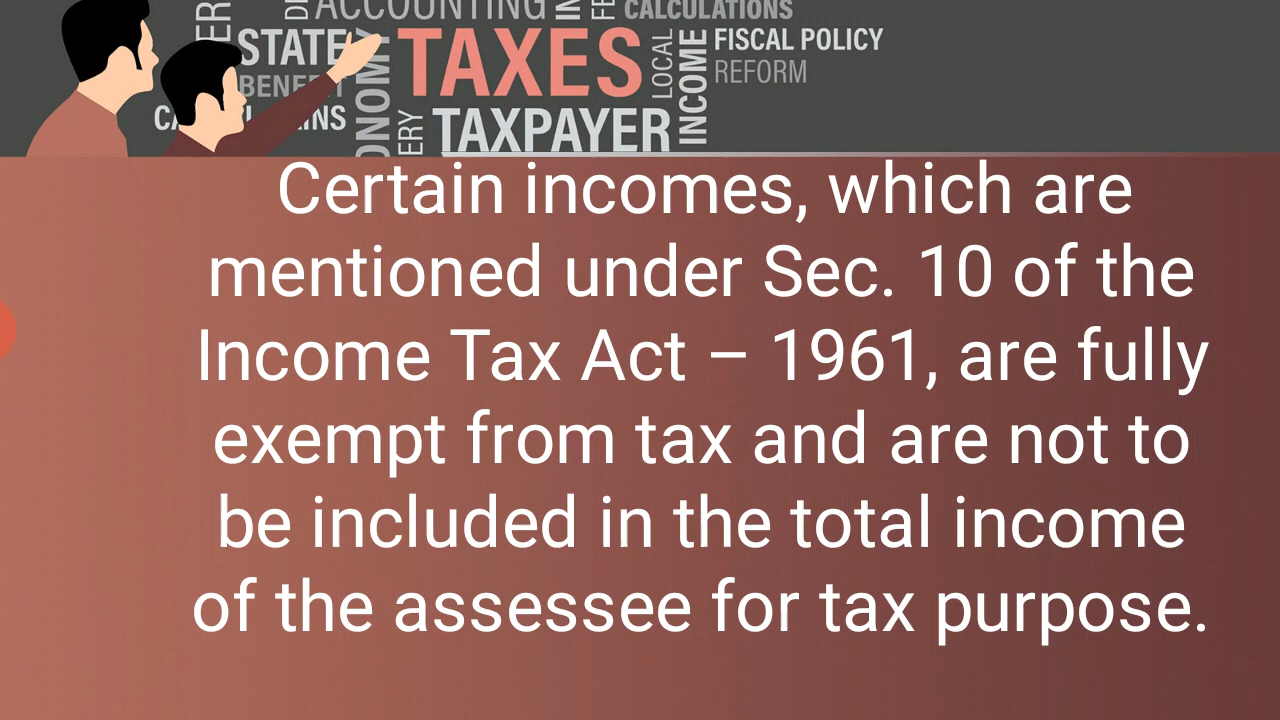 ACCOUNTING
CALCULATIONS
STATE
TAXES
LOCAL
INCOME
FISCAL POLICY
REFORM
TAXPAYER
Certain incomes, which are
mentioned under Sec. 10 of the
Income Tax Act – 1961, are fully
exempt from tax and are not to
be included in the total income
of the assessee for tax purpose.